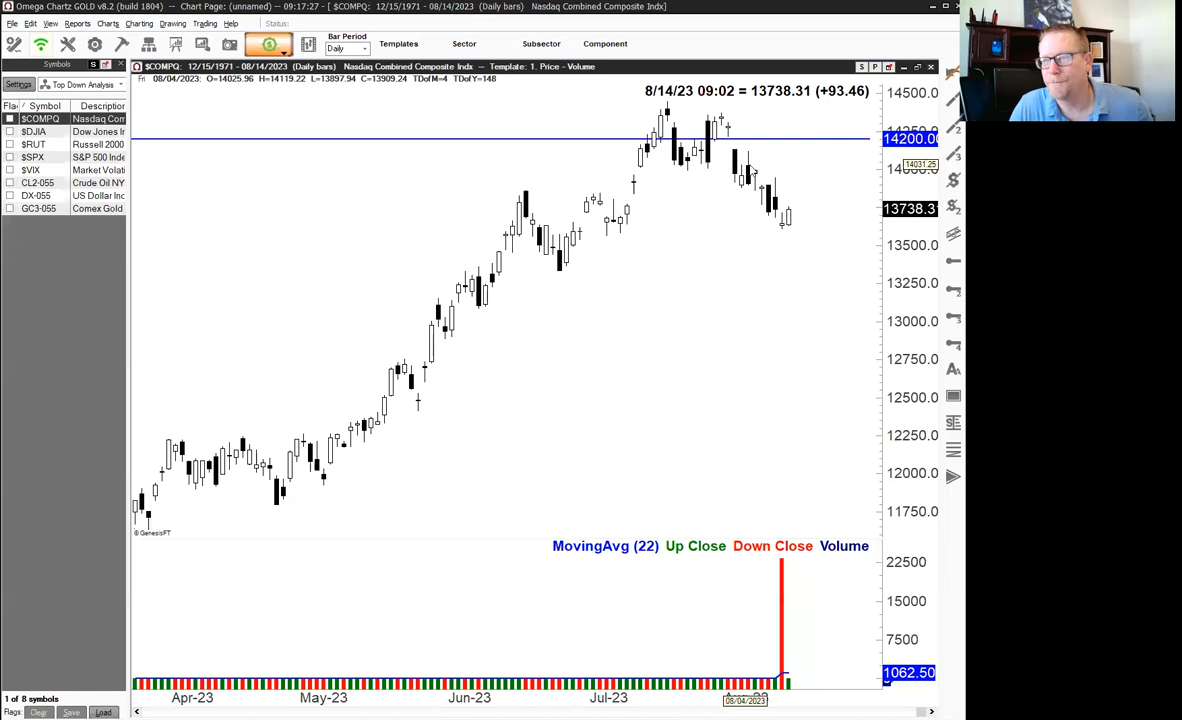 Omega Chartz GOLD v8.2 (build 1804) - Chart Page: (unnamed) -- 09:17:27 - [ $COMPQ: 12/15/1971 - 08/14/2023 (Daily bars) Nasdaq Combined Composite Indx ]
File Edit View Reports Charts Charting Drawing Trading Help Status:
Bar Period
Daily
Templates Sector Subsector Component
Symbols S
Settings Top Down Analysis
Symbol Description
$COMPQ Nasdaq Com
$DJIA Dow Jones In
$RUT Russell 2000
$SPX S&P 500 Inde
$VIX Market Volati
CL2-055 Crude Oil NY
DX-055 US Dollar Inc
GC3-055 Comex Gold
1 of 8 symbols
Flags: Clear Save Load
$COMPQ: 12/15/1971 - 08/14/2023 (Daily bars) Nasdaq Combined Composite Indx -- Template: 1. Price - Volume
S P
Fri 08/04/23: O=14025.96 H=14119.22 L=13897.94 C=13909.24 TDofM=4 TDofY=148
8/14/23 09:02 = 13738.31 (+93.46)
14500.0
14200.00
14031.25
13738.31
13500.0
13250.0
13000.0
12750.0
12500.0
12250.0
12000.0
11750.0
© GenesisFT
MovingAvg (22) Up Close Down Close Volume
22500
15000
7500
1062.50
Apr-23 May-23 Jun-23 Jul-23
08/04/2023